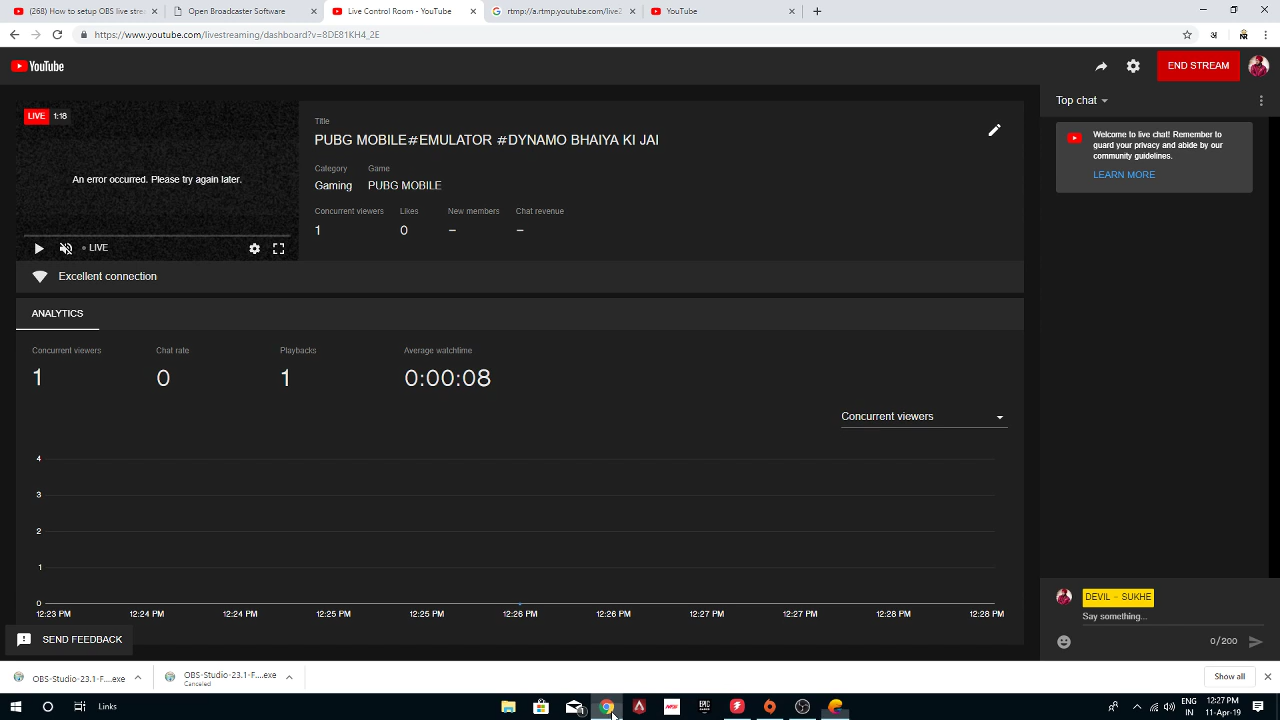 (268) How to setup OBS live stre
Open Broadcaster Software
Live Control Room - YouTube
rtmp://a.rtmp.youtube.com/live2
YouTube
https://www.youtube.com/livestreaming/dashboard?v=8DE81KH4_2E
अ
YouTube
END STREAM
LIVE 1:18
An error occurred. Please try again later.
LIVE
Title
PUBG MOBILE#EMULATOR #DYNAMO BHAIYA KI JAI
Category Game
Gaming PUBG MOBILE
Concurrent viewers Likes New members Chat revenue
1 0 – –
Top chat
Welcome to live chat! Remember to
guard your privacy and abide by our
community guidelines.
LEARN MORE
Excellent connection
ANALYTICS
Concurrent viewers Chat rate Playbacks Average watchtime
1 0 1 0:00:08
Concurrent viewers
4
3
2
1
0
12:23 PM 12:24 PM 12:24 PM 12:25 PM 12:25 PM 12:26 PM 12:26 PM 12:27 PM 12:27 PM 12:28 PM 12:28 PM
SEND FEEDBACK
DEVIL - SUKHE
Say something...
0/200
OBS-Studio-23.1-F....exe
OBS-Studio-23.1-F....exe
Canceled
Show all
Links
NFS
EPIC
GAMES
ENG
IN
12:27 PM
11-Apr-19